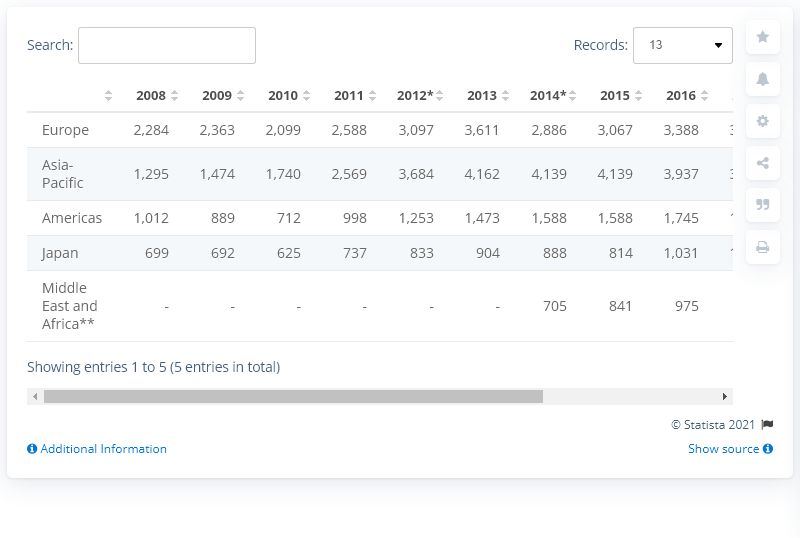 Search:
Records: 13
2008 2009 2010 2011 2012* 2013 2014* 2015 2016
Europe 2,284 2,363 2,099 2,588 3,097 3,611 2,886 3,067 3,388
Asia-
Pacific 1,295 1,474 1,740 2,569 3,684 4,162 4,139 4,139 3,937
Americas 1,012 889 712 998 1,253 1,473 1,588 1,588 1,745
Japan 699 692 625 737 833 904 888 814 1,031
Middle
East and - - - - - - 705 841 975
Africa**
Showing entries 1 to 5 (5 entries in total)
© Statista 2021
Additional Information
Show source